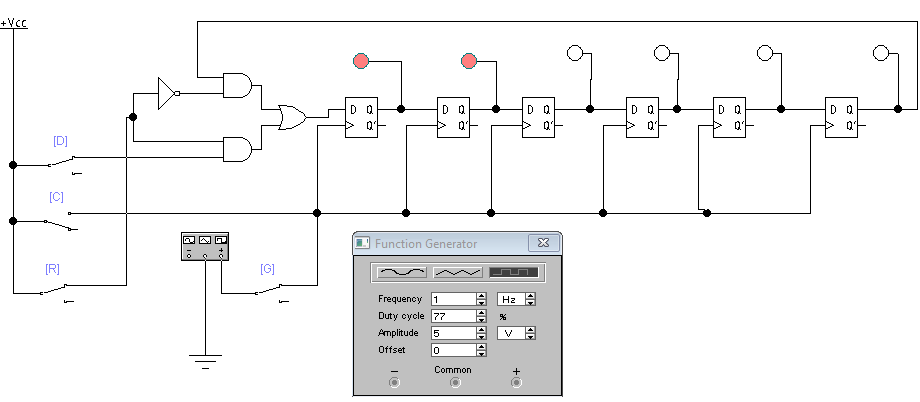 +Vcc
D Q
Q'
D Q
Q'
D Q
Q'
D Q
Q'
D Q
Q'
D Q
Q'
[D]
[C]
[R]
[G]
- +
Function Generator
Frequency 1 Hz
Duty cycle 77 %
Amplitude 5 V
Offset 0
- Common +